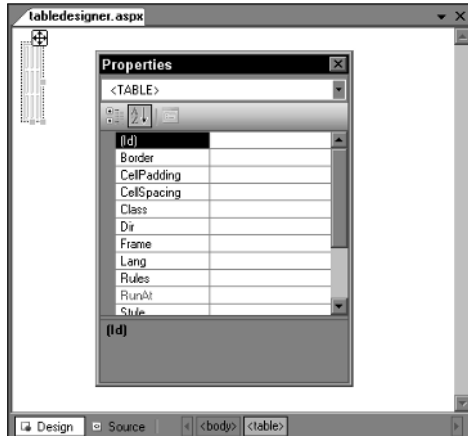 tabledesigner.aspx
Properties
<TABLE>
(Id)
Border
CellPadding
CellSpacing
Class
Dir
Frame
Lang
Rules
RunAt
Style
(Id)
Design Source <body> <table>